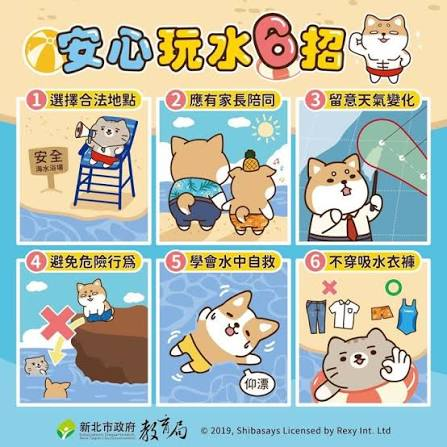 安心玩水6招
1 選擇合法地點
2 應有家長陪同
3 留意天氣變化
安全
海水浴場
4 避免危險行為
5 學會水中自救
6 不穿吸水衣褲
仰漂
新北市政府
教育局
© 2019, Shibasays Licensed by Rexy Int. Ltd